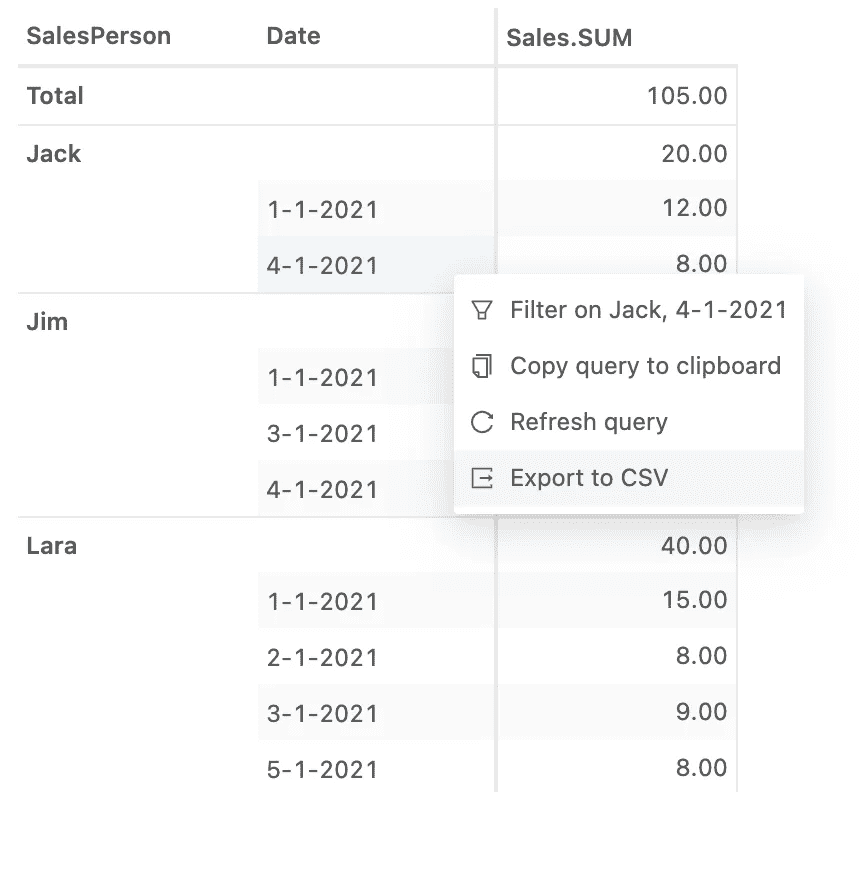 SalesPerson Date Sales.SUM
Total 105.00
Jack 20.00
1-1-2021 12.00
4-1-2021 8.00
Jim
1-1-2021
3-1-2021
4-1-2021
Filter on Jack, 4-1-2021
Copy query to clipboard
Refresh query
Export to CSV
Lara 40.00
1-1-2021 15.00
2-1-2021 8.00
3-1-2021 9.00
5-1-2021 8.00